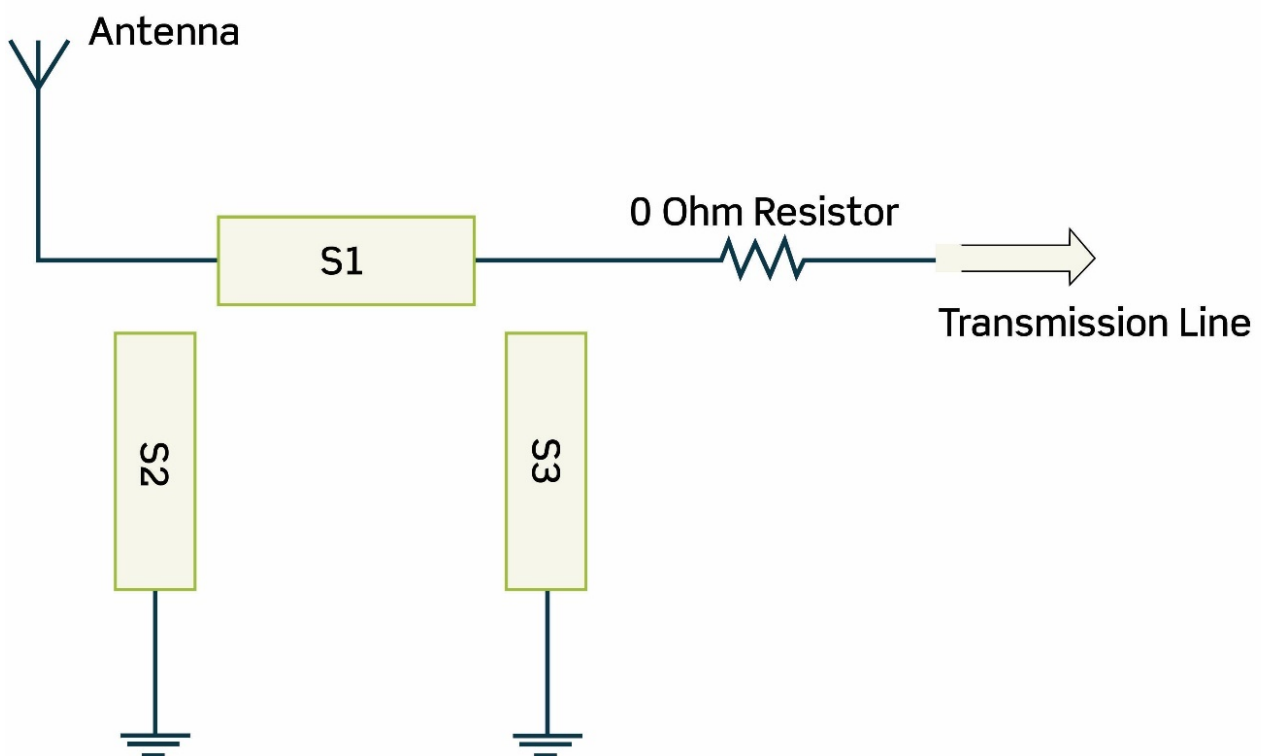 Antenna
0 Ohm Resistor
S1
Transmission Line
S2
S3